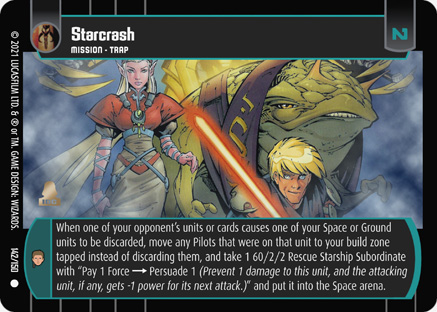 Starcrash
MISSION - TRAP
N
When one of your opponent's units or cards causes one of your Space or Ground
units to be discarded, move any Pilots that were on that unit to your build zone
tapped instead of discarding them, and take 1 60/2/2 Rescue Starship Subordinate
with "Pay 1 Force → Persuade 1 (Prevent 1 damage to this unit, and the attacking
unit, if any, gets -1 power for its next attack.)" and put it into the Space arena.
© 2021 LUCASFILM LTD. & ® or TM. GAME DESIGN: WIZARDS.
142/150